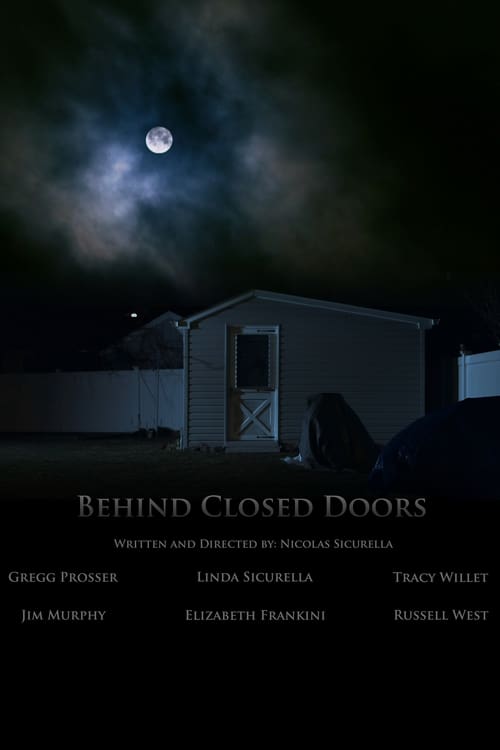 Behind Closed Doors
Written and Directed by: Nicolas Sicurella
Gregg Prosser Linda Sicurella Tracy Willet
Jim Murphy Elizabeth Frankini Russell West